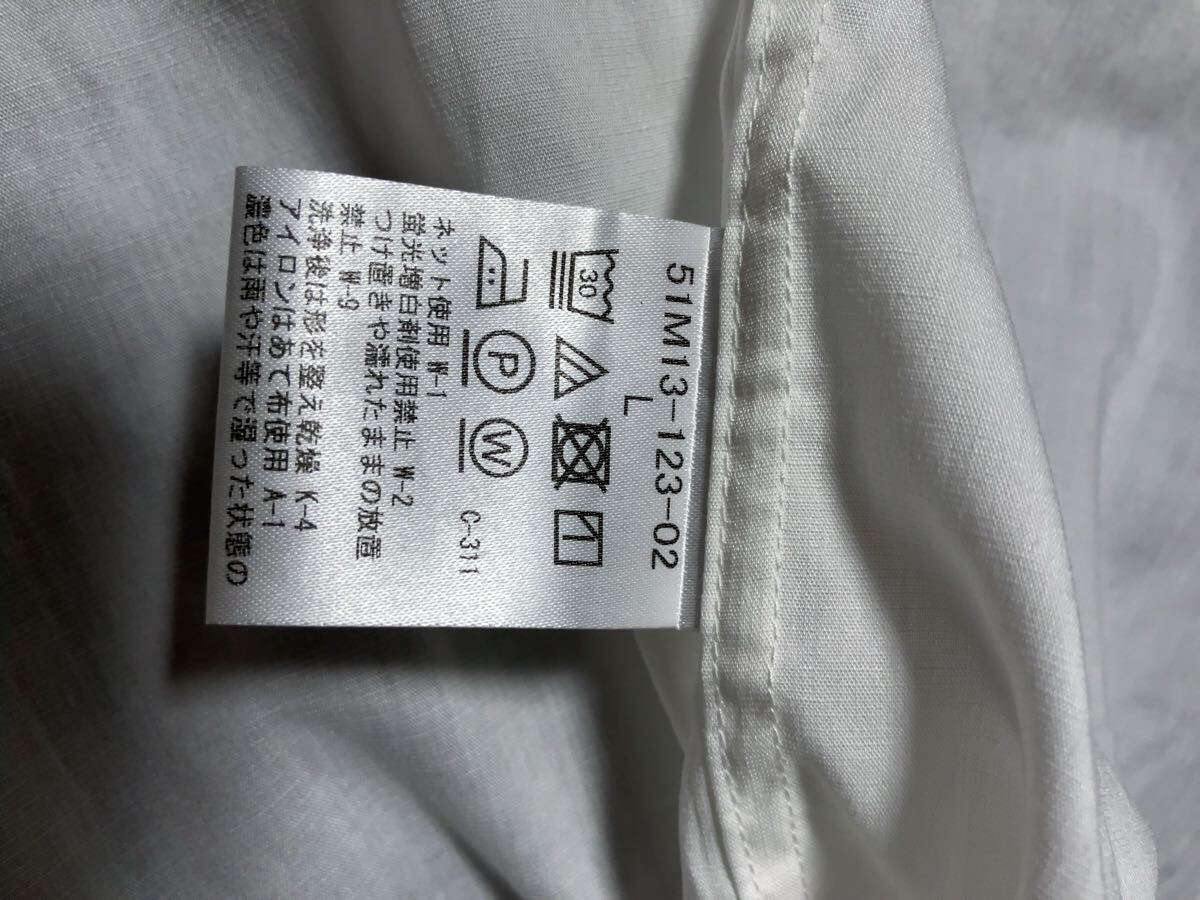 51M13-123-02
L
30
P W C-311
ネット使用 W-1
蛍光増白剤使用禁止 W-2
つけ置きや濡れたままの放置
禁止 W-9
洗浄後は形を整え乾燥 K-4
アイロンはあて布使用 A-1
濃色は雨や汗等で湿った状態の